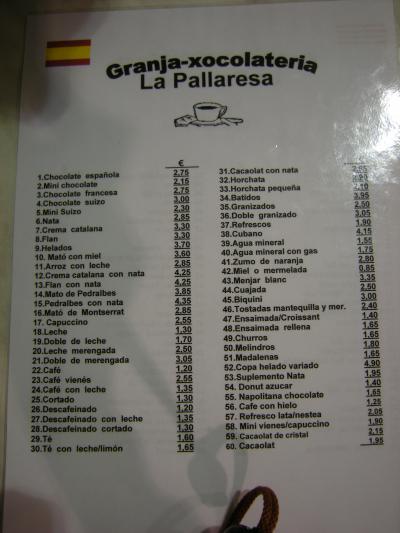 Granja-xocolateria
La Pallaresa
€
1.Chocolate española 2,75
2.Mini chocolate 2,15
3.Chocolate francesa 2,75
4.Chocolate suizo 3,00
5.Mini Suizo 2,30
6.Nata 2,85
7.Crema catalana 3,30
8.Flan 3,30
9.Helados 3,70
10. Mató con miel 3,60
11.Arroz con leche 2,85
12.Crema catalana con nata 4,25
13.Flan con nata 4,25
14.Mato de Pedralbes 3,85
15.Pedralbes con nata 4,35
16.Mató de Montserrat 2,85
17. Capuccino 2,55
18.Leche 1,30
19.Doble de leche 1,70
20.Leche merengada 2,50
21.Doble de merengada 3,05
22.Café 1,20
23.Café vienés 2,55
24.Café con leche 1,35
25.Cortado 1,30
26.Descafeinado 1,20
27.Descafeinado con leche 1,35
28.Descafeinado cortado 1,30
29.Té 1,60
30.Té con leche/limón 1,65
31.Cacaolat con nata
32.Horchata
33.Horchata pequeña
34.Batidos 3,95
35.Granizados 2,50
36.Doble granizado 3,05
37.Refrescos 1,90
38.Cubano 4,15
39.Agua mineral 1,55
40.Agua mineral con gas 1,75
41.Zumo de naranja 2,80
42.Miel o mermelada 0,85
43.Menjar blanc 3,35
44.Cuajada 2,50
45.Biquini 3,00
46.Tostadas mantequilla y mer. 2,40
47.Ensaimada/Croissant 1,40
48.Ensaimada rellena 1,65
49.Churros 1,65
50.Melindros 1,80
51.Madalenas 1,65
52.Copa helado variado 4,90
53.Suplemento Nata 1,95
54. Donut azucar 1,40
55. Napolitana chocolate 1,65
56. Cafe con hielo 1,25
57. Refresco lata/nestea 2,05
58. Mini vienes/capuccino 1,90
59. Cacaolat de cristal 2,15
60. Cacaolat 1,95